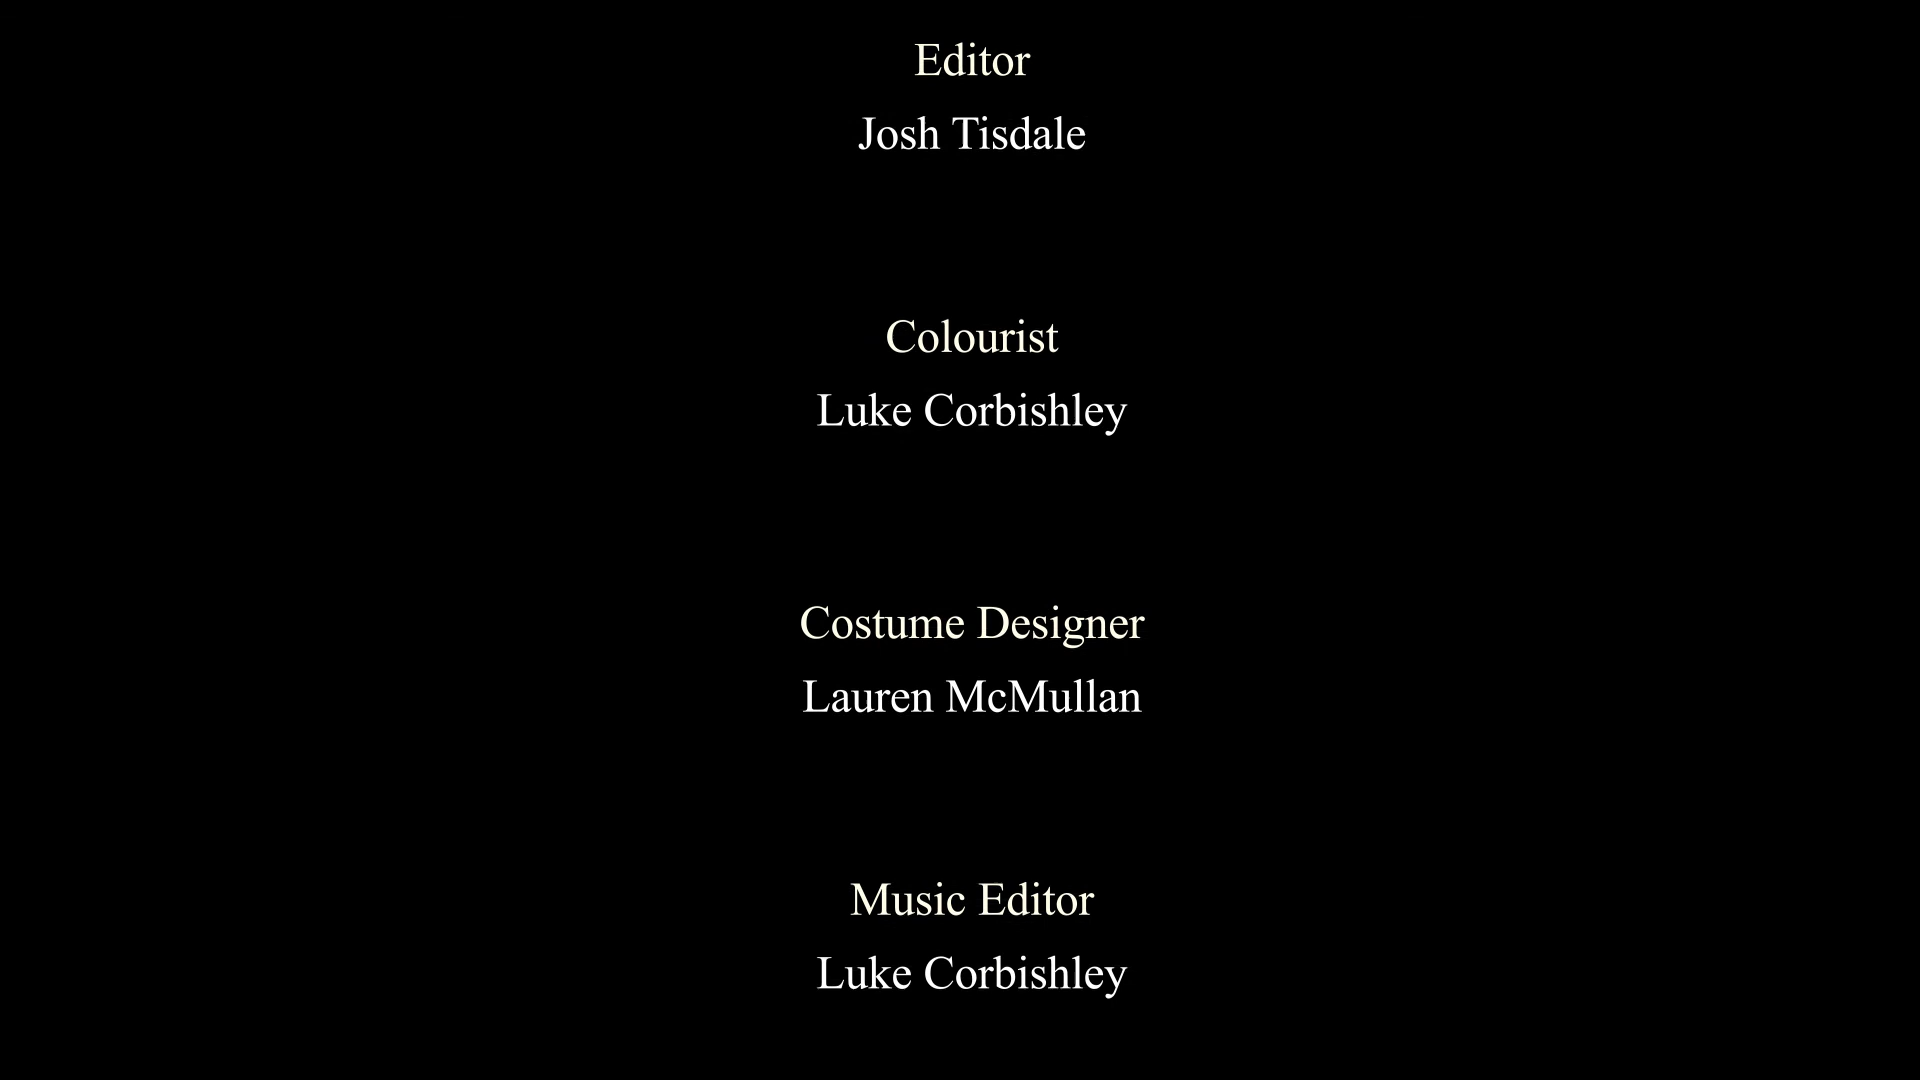 Editor
Josh Tisdale
Colourist
Luke Corbishley
Costume Designer
Lauren McMullan
Music Editor
Luke Corbishley